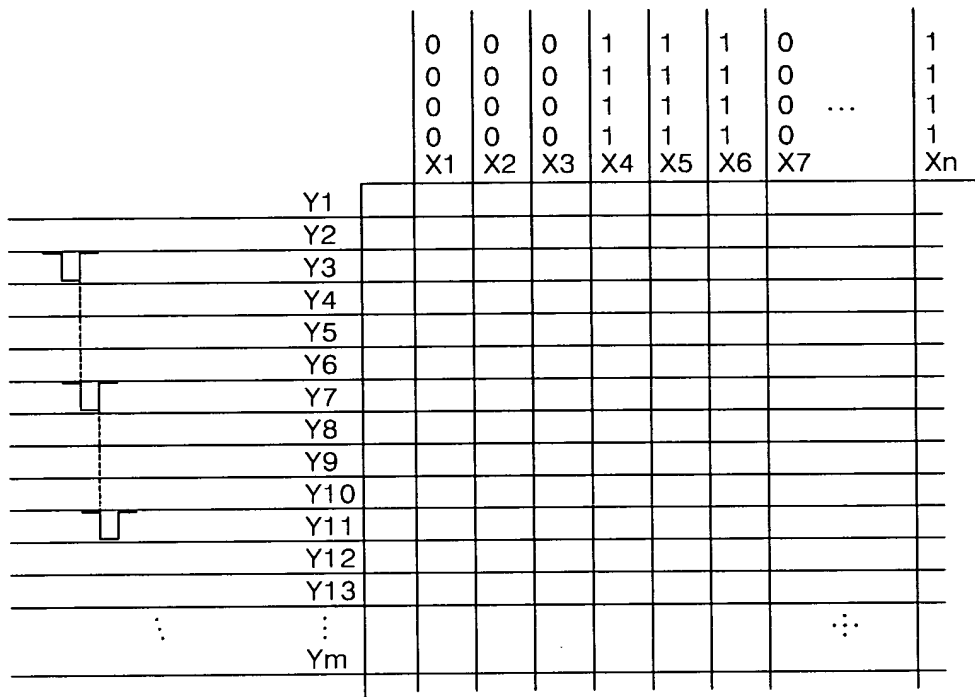 0 0 0 1 1 1 0 1
0 0 0 1 1 1 0 1
0 0 0 1 1 1 0 ... 1
0 0 0 1 1 1 0 1
X1 X2 X3 X4 X5 X6 X7 Xn
Y1
Y2
Y3
Y4
Y5
Y6
Y7
Y8
Y9
Y10
Y11
Y12
Y13
Ym